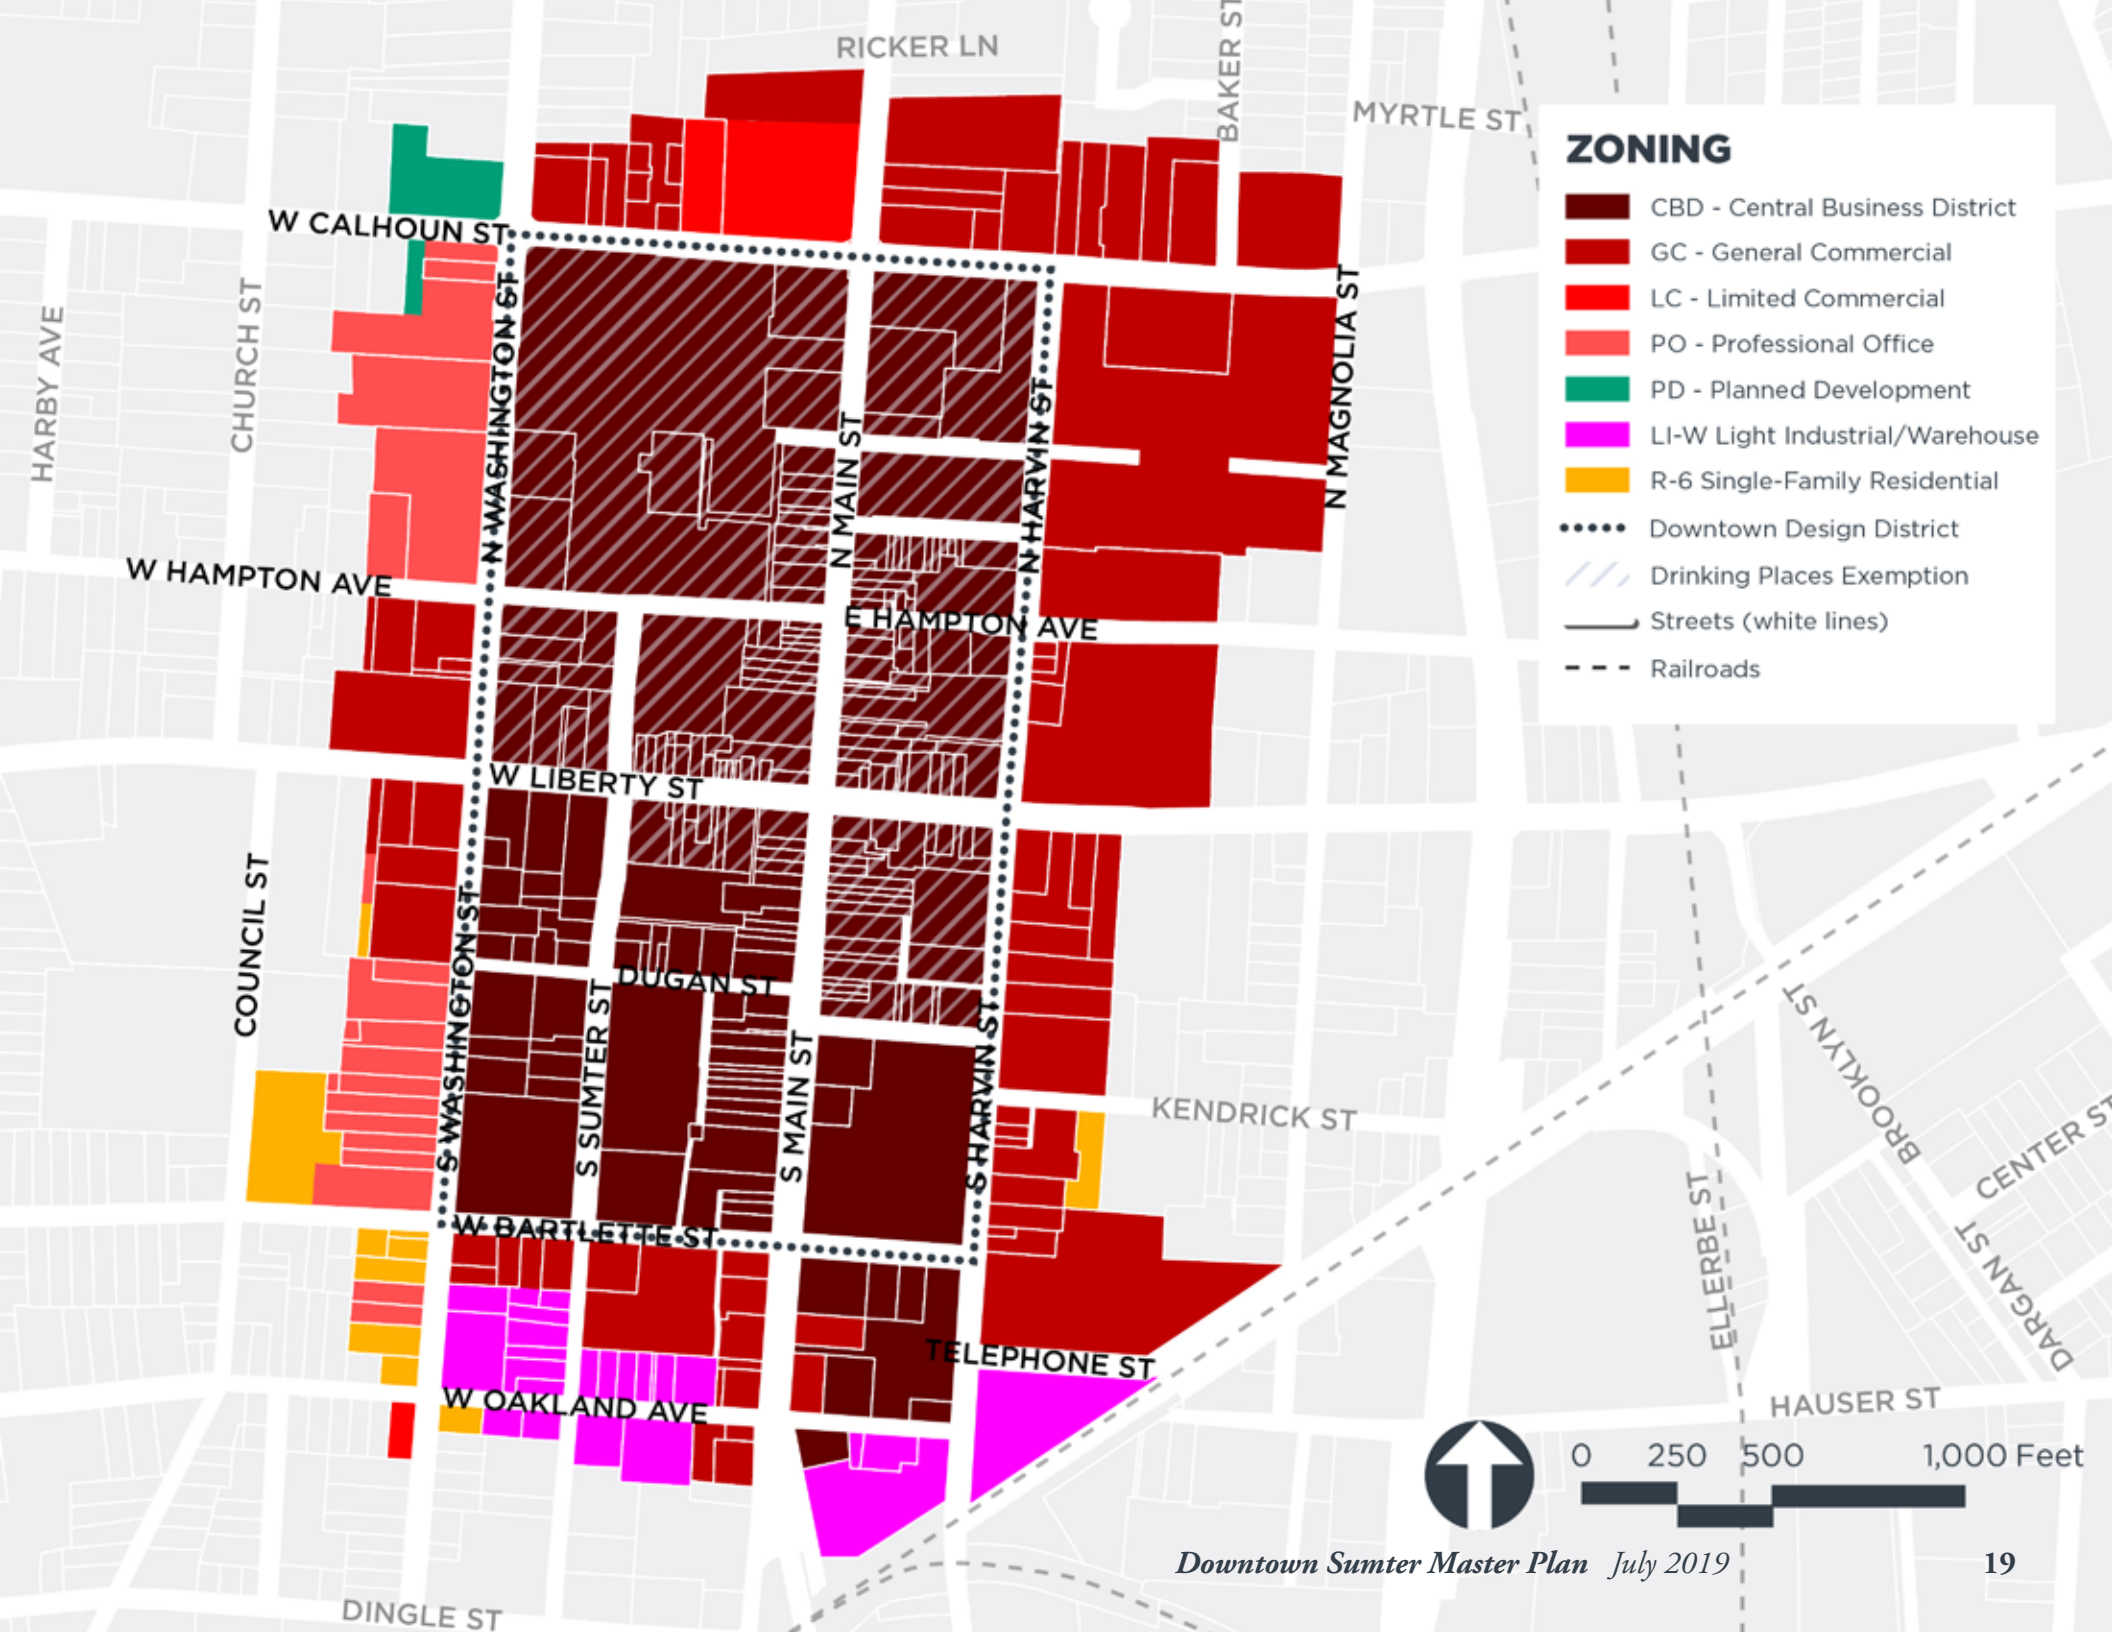 RICKER LN
BAKER ST
MYRTLE ST
ZONING
CBD - Central Business District
GC - General Commercial
LC - Limited Commercial
PO - Professional Office
PD - Planned Development
LI-W Light Industrial/Warehouse
R-6 Single-Family Residential
Downtown Design District
Drinking Places Exemption
Streets (white lines)
Railroads
W CALHOUN ST
HARBY AVE
CHURCH ST
N WASHINGTON ST
N MAIN ST
N HARVIN ST
N MAGNOLIA ST
W HAMPTON AVE
E HAMPTON AVE
W LIBERTY ST
COUNCIL ST
S WASHINGTON ST
DUGAN ST
S SUMTER ST
S MAIN ST
S HARVIN ST
KENDRICK ST
BROOKLYN ST
CENTER ST
ELLERBE ST
DARGAN ST
W BARTLETTE ST
TELEPHONE ST
W OAKLAND AVE
HAUSER ST
0 250 500 1,000 Feet
Downtown Sumter Master Plan July 2019 19
DINGLE ST